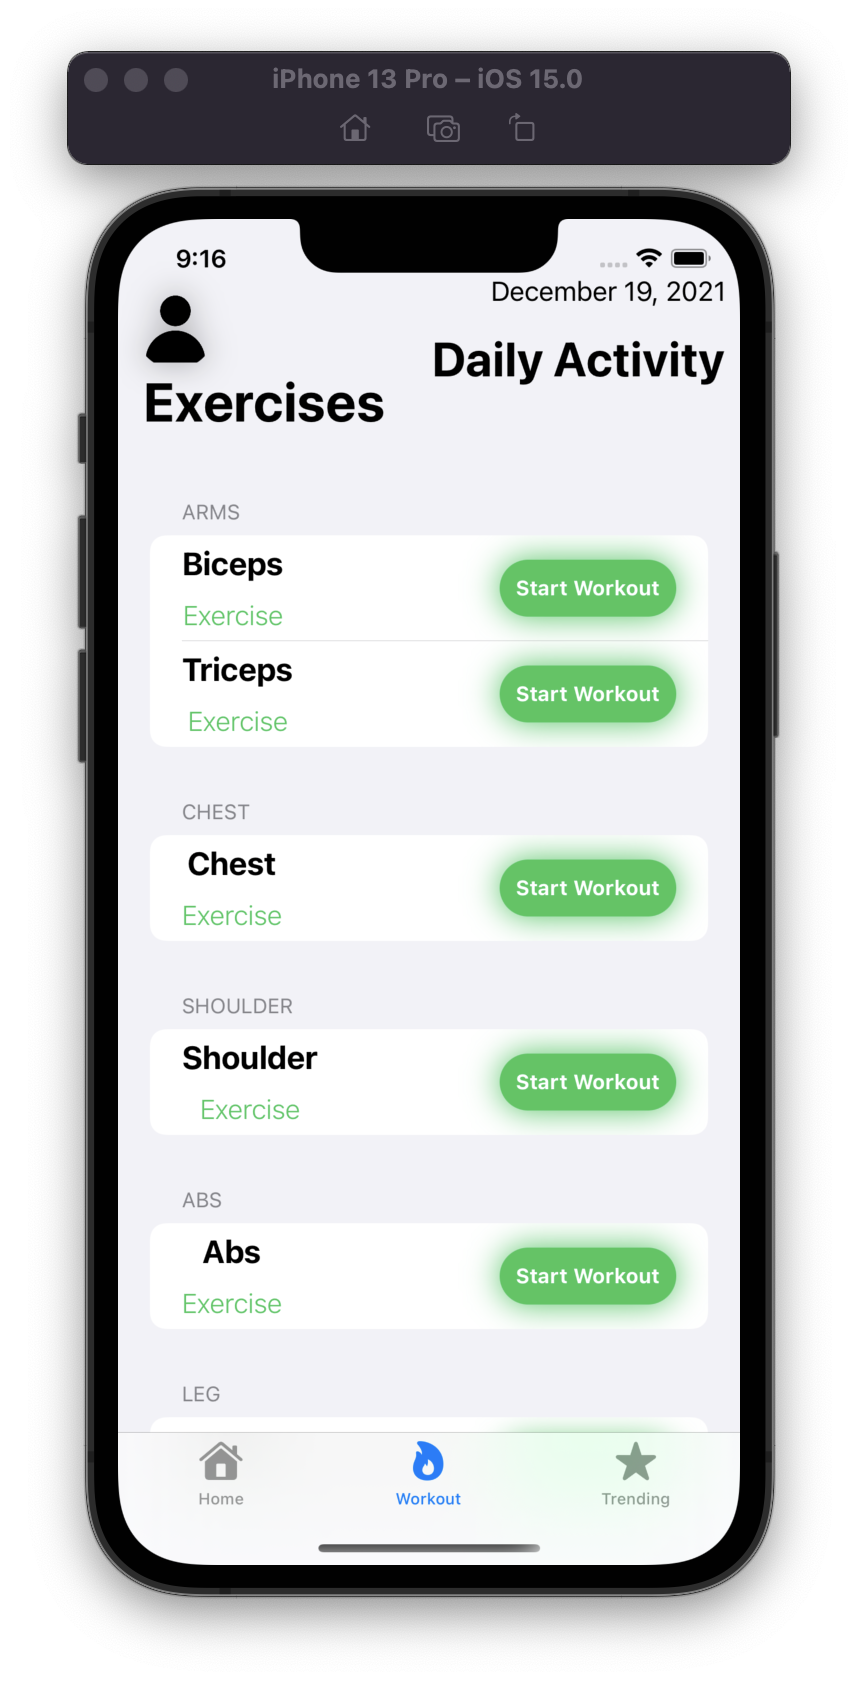 iPhone 13 Pro – iOS 15.0
9:16
December 19, 2021
Daily Activity
Exercises
ARMS
Biceps
Start Workout
Exercise
Triceps
Start Workout
Exercise
CHEST
Chest
Start Workout
Exercise
SHOULDER
Shoulder
Start Workout
Exercise
ABS
Abs
Start Workout
Exercise
LEG
Home
Workout
Trending